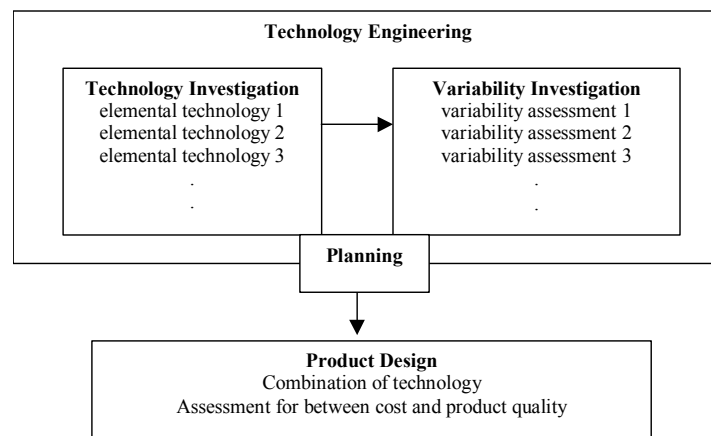 Technology Engineering
Technology Investigation
elemental technology 1
elemental technology 2
elemental technology 3
.
.
Variability Investigation
variability assessment 1
variability assessment 2
variability assessment 3
.
.
Planning
Product Design
Combination of technology
Assessment for between cost and product quality